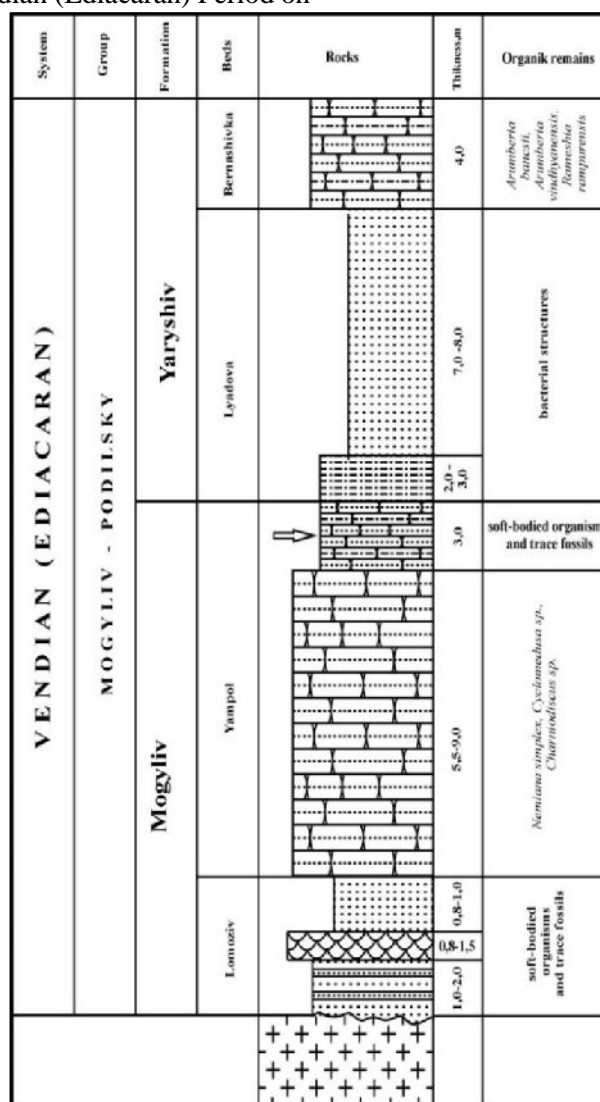 dian (Ediacaran) Period on
System
Group
Formation
Beds
Rocks
Thikness,m
Organik remains
VENDIAN (EDIACARAN)
MOGYLIV - PODILSKY
Yaryshiv
Mogyliv
Bernashivka
4,0
Arumberia
bancsii,
Arumberia
vindhyanensis,
Rameshia
rampurensis
Lyadova
7,0 -8,0
bacterial structures
2,0 -
3,0
Yampol
3,0
soft-bodied organism
and trace fossils
5,5-9,0
Nemiana simplex, Cyclomedusa sp.,
Charniodiscus sp.
Lomoziv
0,8-1,0
0,8-1,5
1,0-2,0
soft-bodied
organisms
and trace fossils